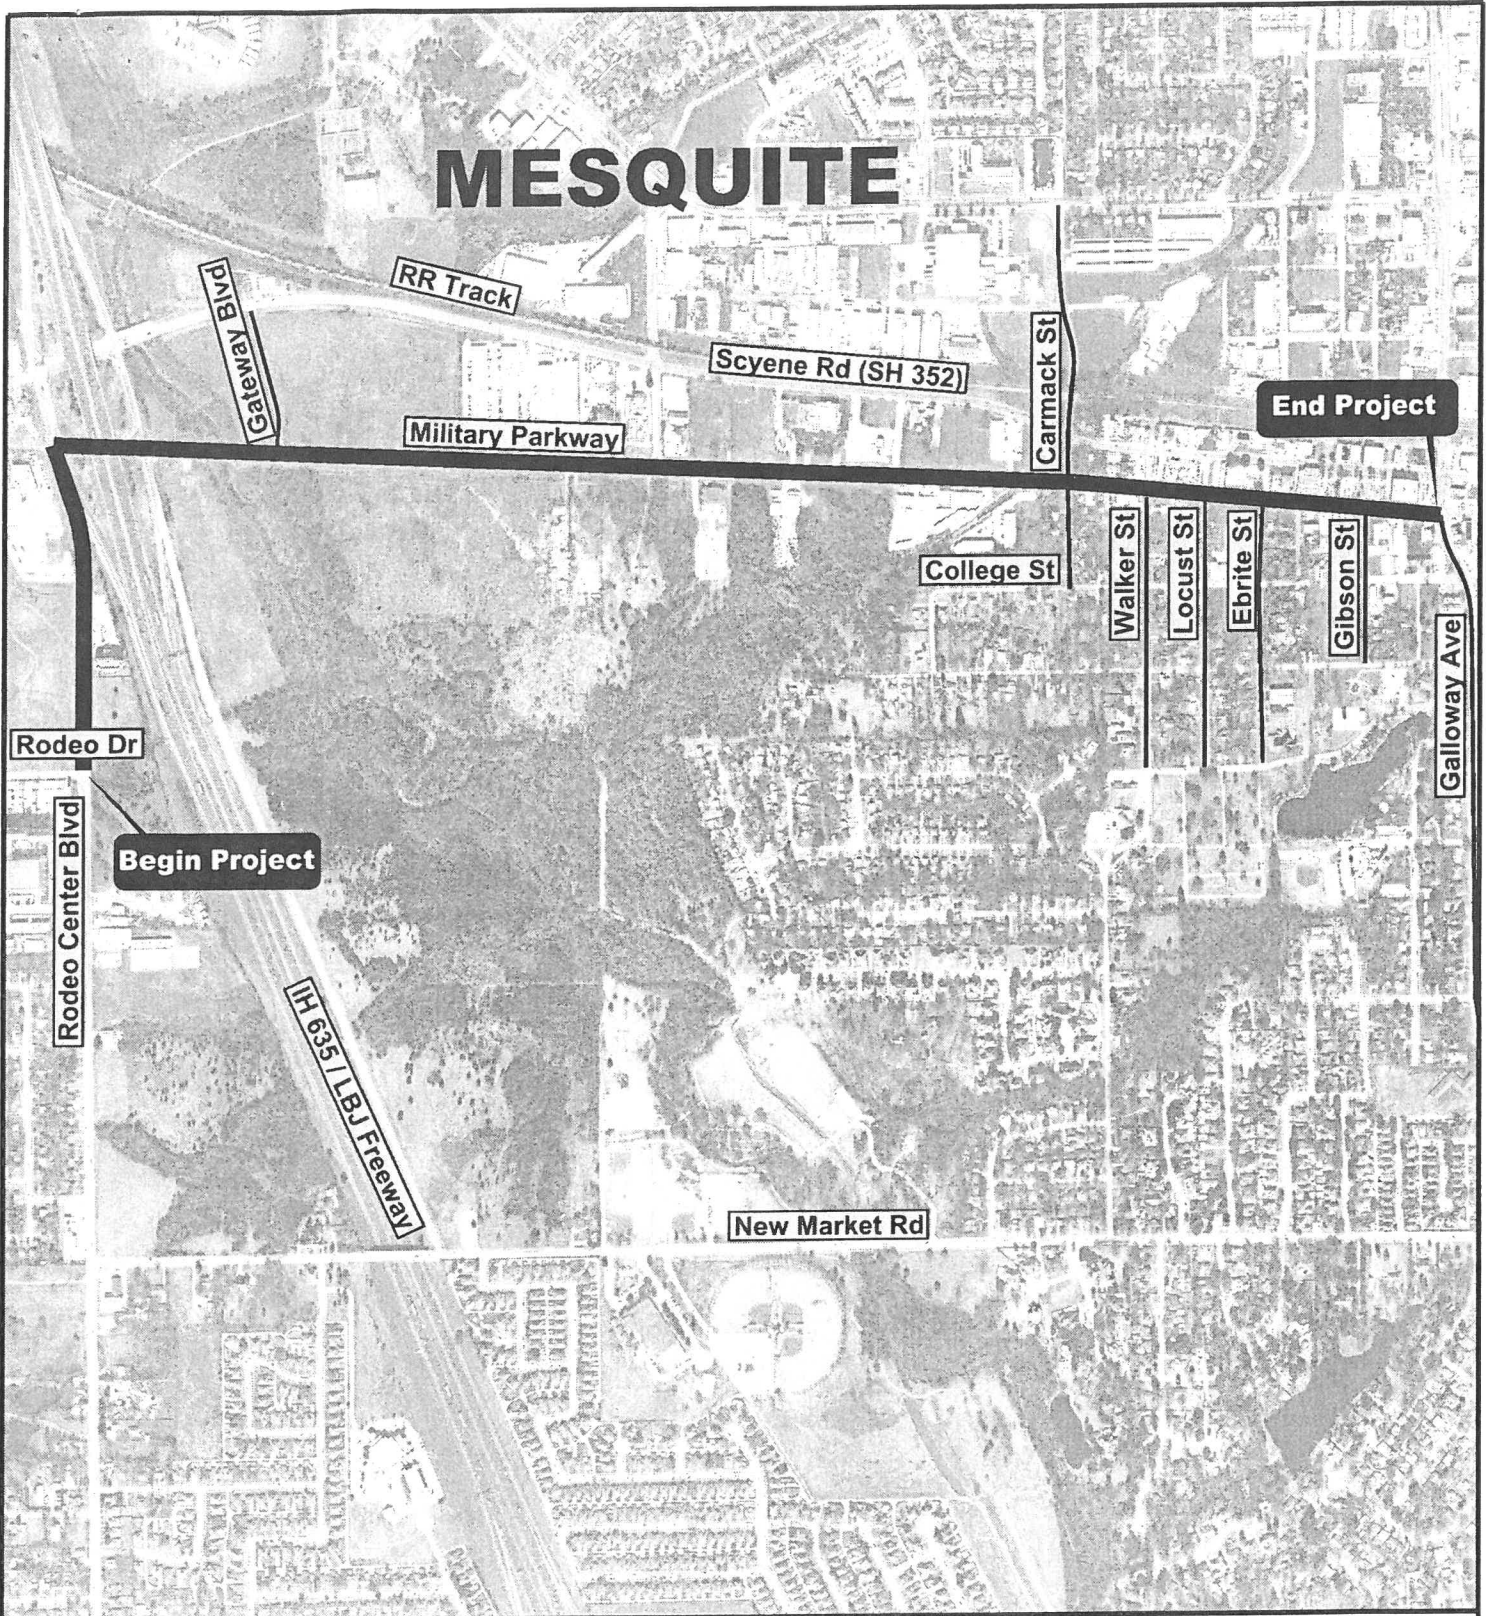 MESQUITE
RR Track
Gateway Blvd
Scyene Rd (SH 352)
Carmack St
End Project
Military Parkway
Walker St
Locust St
Ebrite St
Gibson St
College St
Galloway Ave
Rodeo Dr
Begin Project
Rodeo Center Blvd
IH 635 / LBJ Freeway
New Market Rd